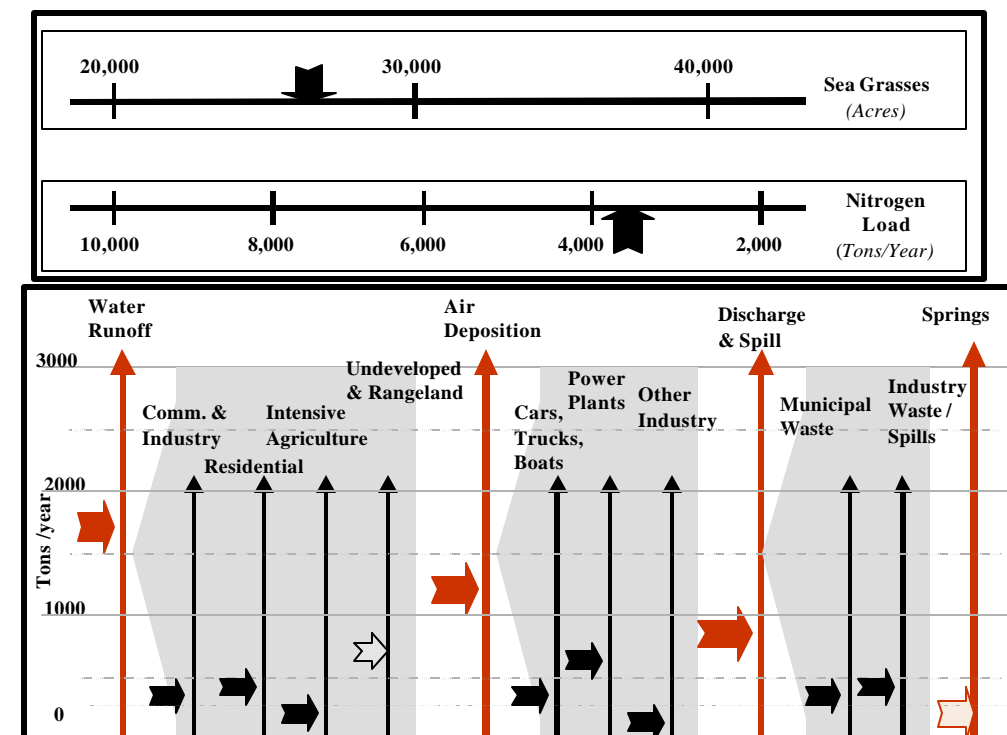 20,000 30,000 40,000
Sea Grasses
(Acres)
Nitrogen
Load
(Tons/Year)
10,000 8,000 6,000 4,000 2,000
Water
Runoff
Air
Deposition
Discharge
& Spill
Springs
3000
2000
1000
0
Tons /year
Comm. &
Industry
Residential
Intensive
Agriculture
Undeveloped
& Rangeland
Cars,
Trucks,
Boats
Power
Plants
Other
Industry
Municipal
Waste
Industry
Waste /
Spills